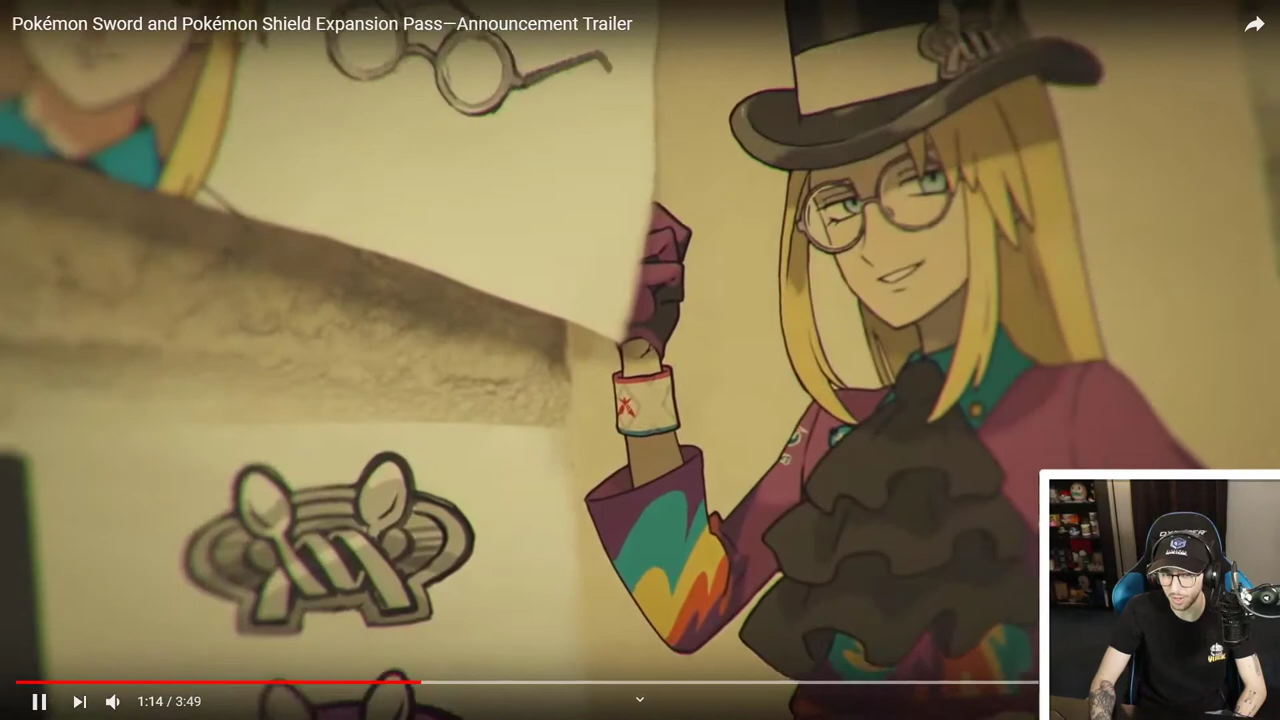 Pokémon Sword and Pokémon Shield Expansion Pass—Announcement Trailer
1:14 / 3:49